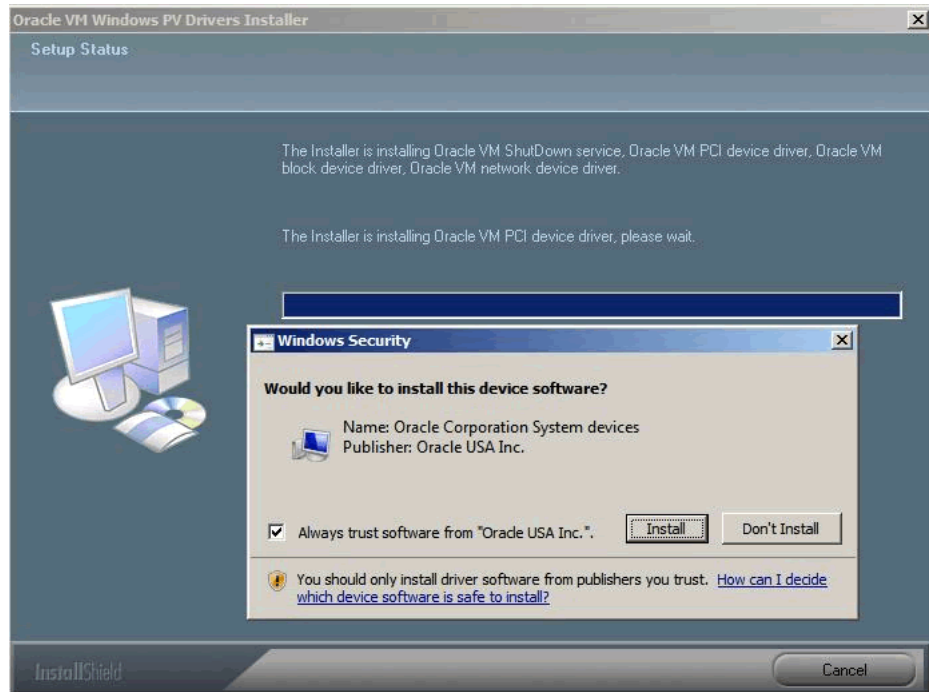 Oracle VM Windows PV Drivers Installer
Setup Status
The Installer is installing Oracle VM ShutDown service, Oracle VM PCI device driver, Oracle VM
block device driver, Oracle VM network device driver.
The Installer is installing Oracle VM PCI device driver, please wait.
Windows Security
Would you like to install this device software?
Name: Oracle Corporation System devices
Publisher: Oracle USA Inc.
Always trust software from "Oracle USA Inc.".
Install
Don't Install
You should only install driver software from publishers you trust. How can I decide
which device software is safe to install?
InstallShield
Cancel